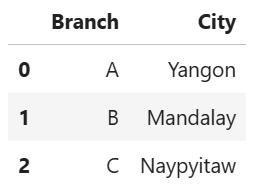 Branch City
0 A Yangon
1 B Mandalay
2 C Naypyitaw